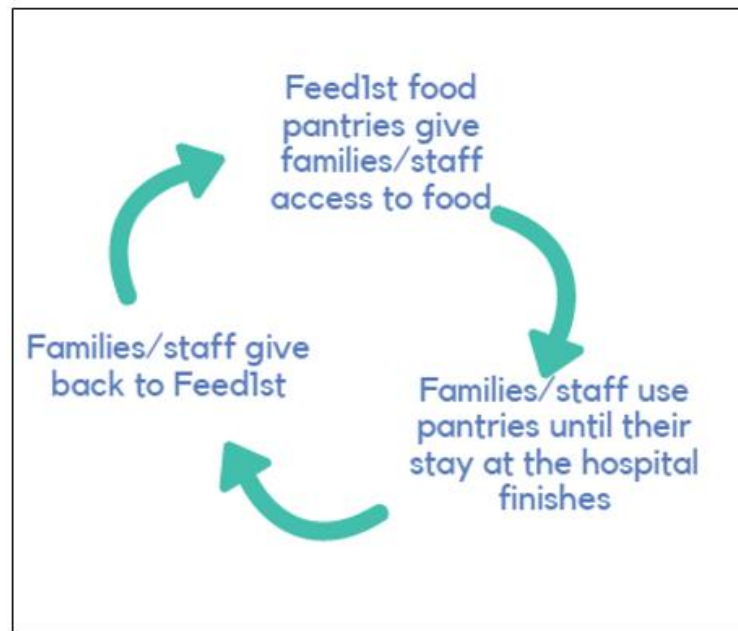 Feed1st food
pantries give
families/staff
access to food
Families/staff use
pantries until their
stay at the hospital
finishes
Families/staff give
back to Feed1st